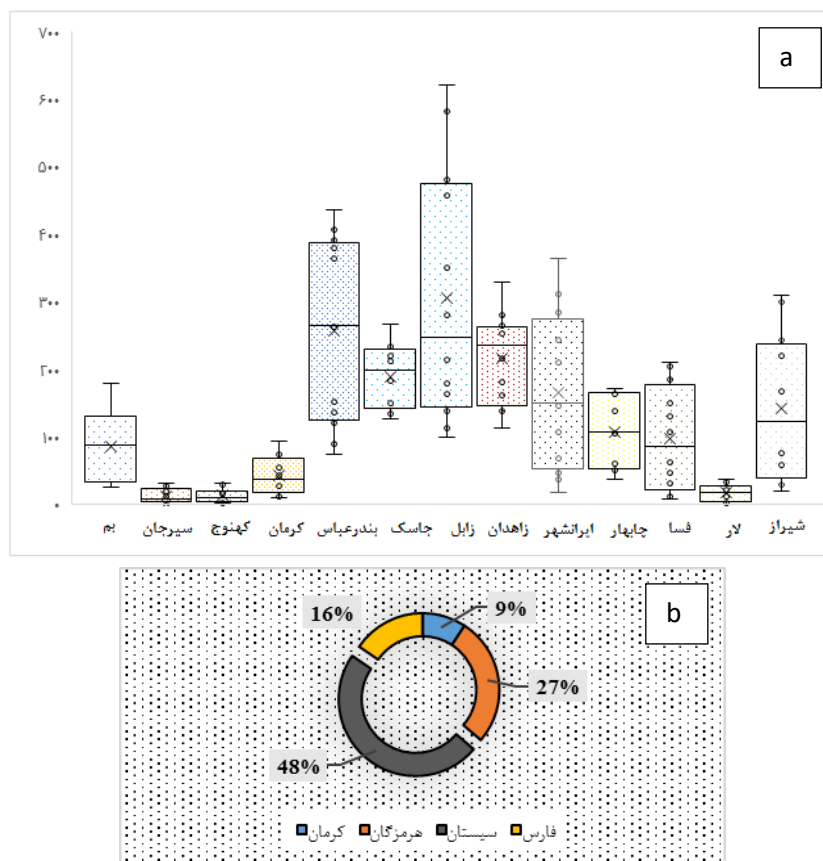 a
۷۰۰
۶۰۰
۵۰۰
۴۰۰
۳۰۰
۲۰۰
۱۰۰
۰
بم سیرجان کهنوج کرمان بندرعباس جاسک زابل زاهدان ایرانشهر چابهار فسا لار شیراز
b
16% 9%
27%
48%
کرمان هرمزگان سیستان فارس